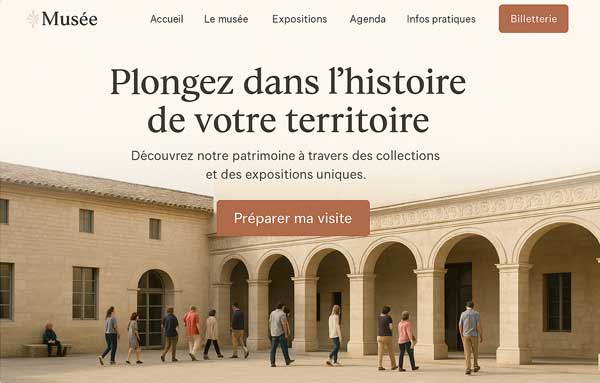 Musée
Accueil
Le musée
Expositions
Agenda
Infos pratiques
Billetterie
Plongez dans l'histoire
de votre territoire
Découvrez notre patrimoine à travers des collections
et des expositions uniques.
Préparer ma visite